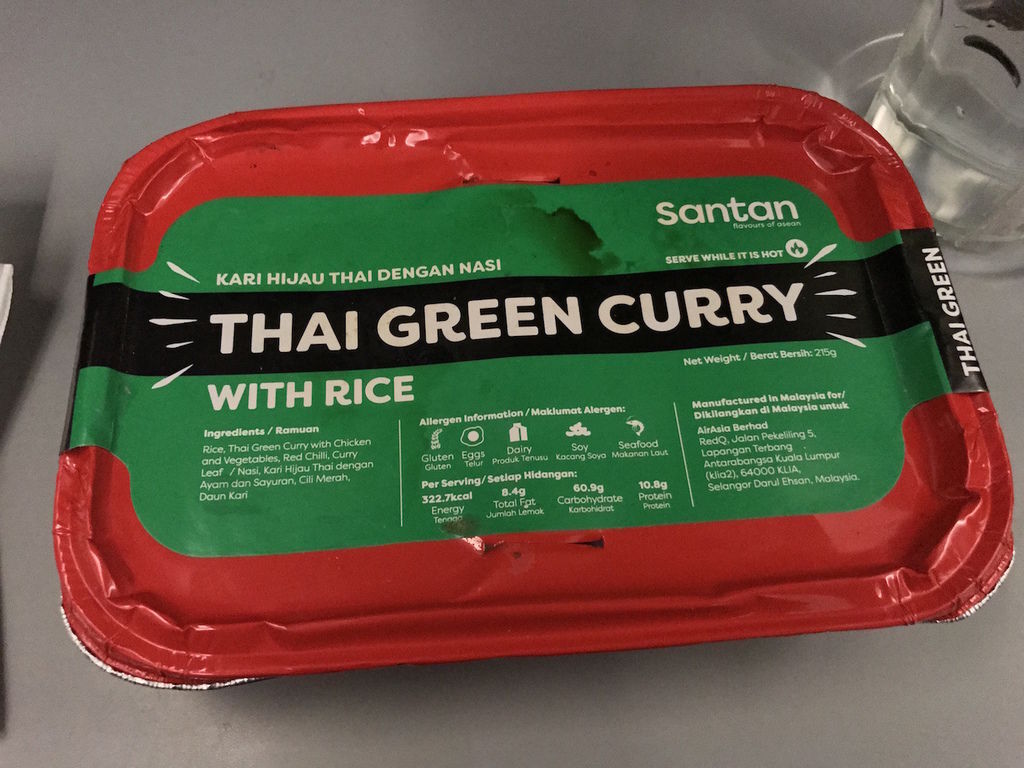 santan
flavours of asean
SERVE WHILE IT IS HOT
KARI HIJAU THAI DENGAN NASI
THAI GREEN CURRY
THAI GREEN
WITH RICE
Net Weight / Berat Bersih: 215g
Ingredients / Ramuan
Rice, Thai Green Curry with Chicken
and Vegetables, Red Chilli, Curry
Leaf / Nasi, Kari Hijau Thai dengan
Ayam dan Sayuran, Cili Merah,
Daun Kari
Allergen Information / Maklumat Alergen:
Gluten Eggs Dairy Soy Seafood
Gluten Telur Produk Tenusu Kacang Soya Makanan Laut
Per Serving/Setiap Hidangan:
322.7kcal 8.4g 60.9g 10.8g
Energy Total Fat Carbohydrate Protein
Tenaga Jumlah Lemak Karbohidrat Protein
Manufactured in Malaysia for/
Dikilangkan di Malaysia untuk
AirAsia Berhad
RedQ, Jalan Pekeliling 5,
Lapangan Terbang
Antarabangsa Kuala Lumpur
(klia2), 64000 KLIA,
Selangor Darul Ehsan, Malaysia.